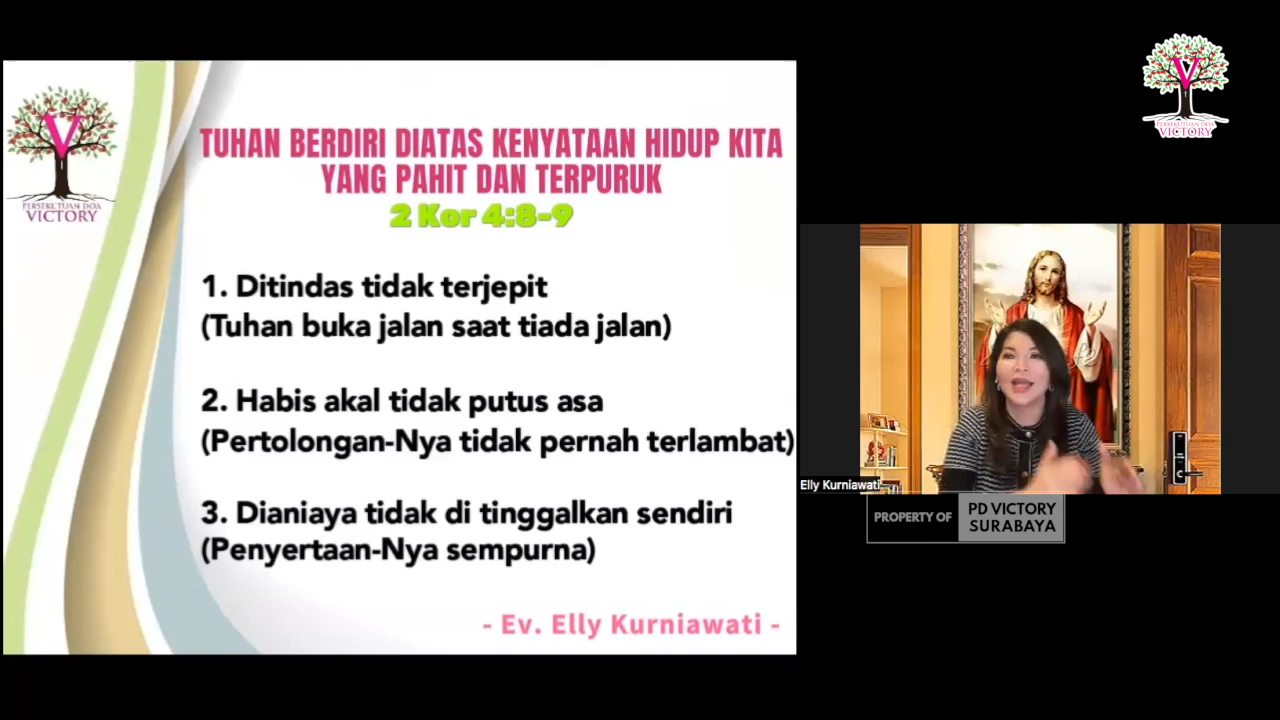 PERSEKUTUAN DOA
VICTORY
TUHAN BERDIRI DIATAS KENYATAAN HIDUP KITA
YANG PAHIT DAN TERPURUK
2 Kor 4:8-9
1. Ditindas tidak terjepit
(Tuhan buka jalan saat tiada jalan)
2. Habis akal tidak putus asa
(Pertolongan-Nya tidak pernah terlambat)
3. Dianiaya tidak di tinggalkan sendiri
(Penyertaan-Nya sempurna)
- Ev. Elly Kurniawati -
V
PERSEKUTUAN DOA
VICTORY
V
Elly Kurniawati
PROPERTY OF
PD VICTORY
SURABAYA